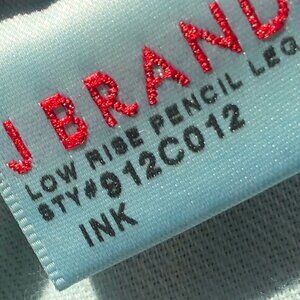 J BRAND
LOW RISE PENCIL LEG
STY#912C012
INK